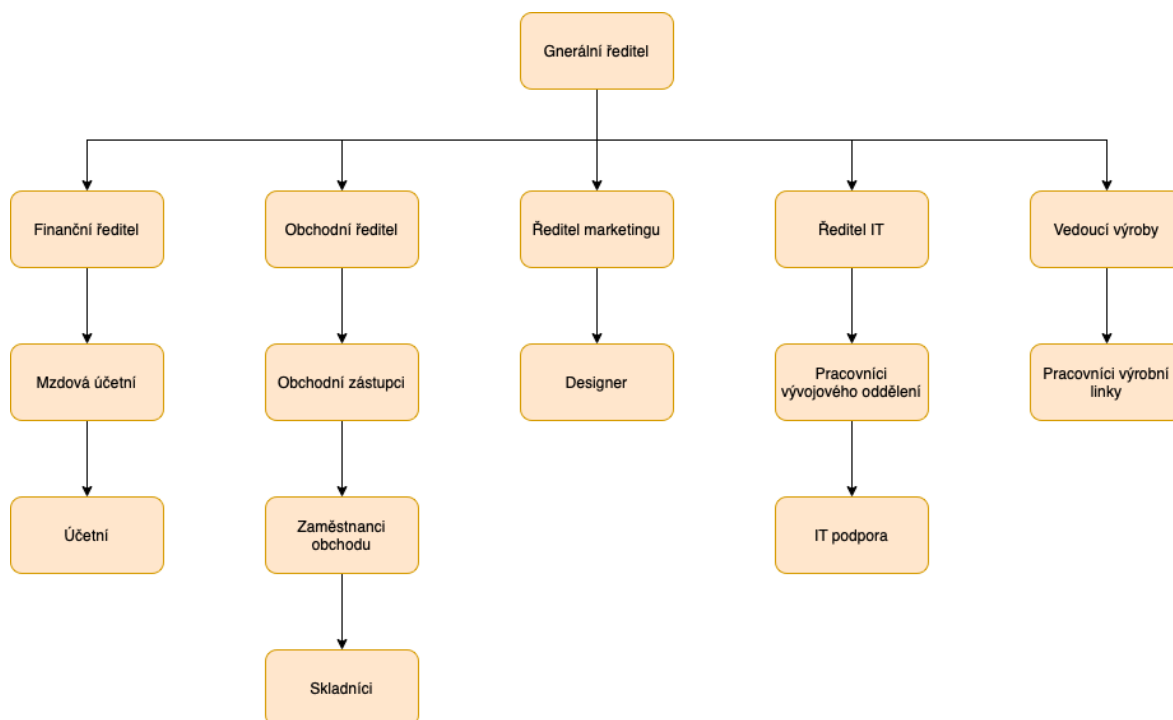 Gnerální ředitel
Finanční ředitel
Obchodní ředitel
Ředitel marketingu
Ředitel IT
Vedoucí výroby
Mzdová účetní
Obchodní zástupci
Designer
Pracovníci
vývojového oddělení
Pracovníci výrobní
linky
Účetní
Zaměstnanci
obchodu
IT podpora
Skladníci